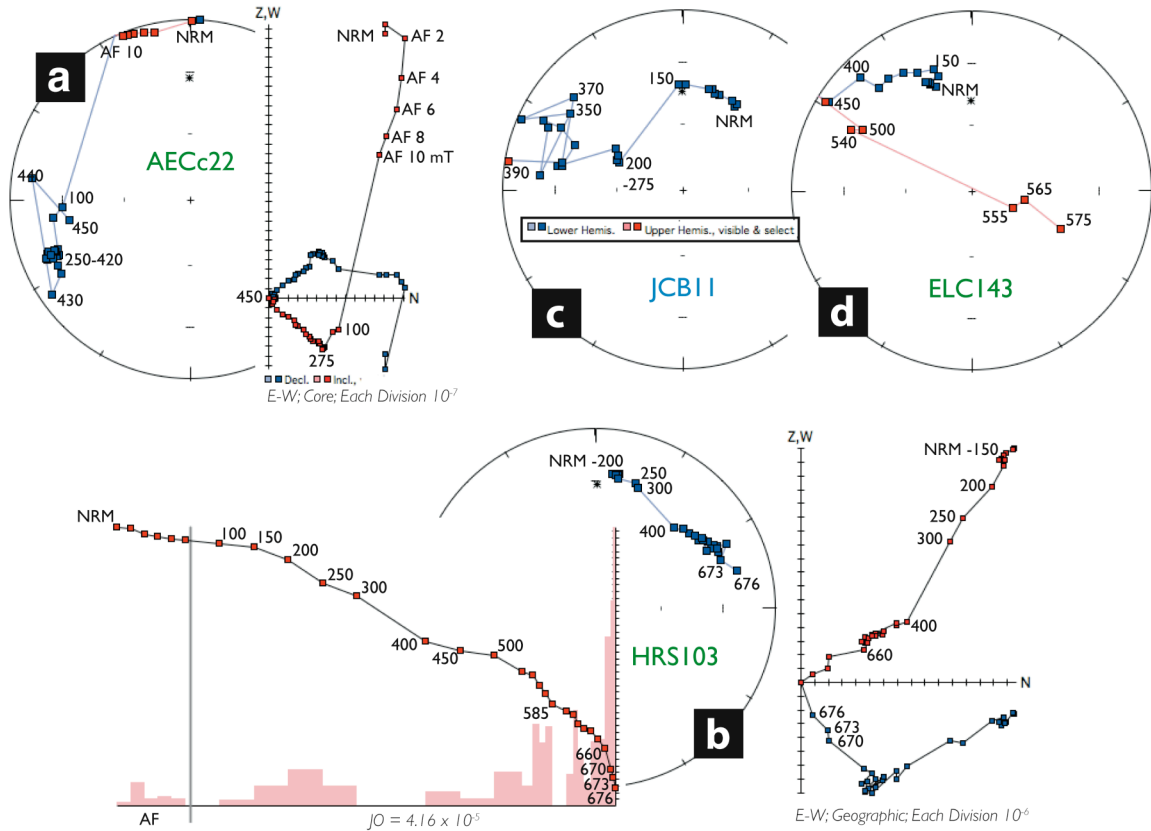 a
AF 10
NRM
AECc22
440
100
450
250-420
430
Z,W
NRM
AF 2
AF 4
AF 6
AF 8
AF 10 mT
450
N
100
275
Decl.
Incl.,
E-W; Core; Each Division 10⁻⁷
370
350
150
NRM
390
200
-275
Lower Hemis.
Upper Hemis., visible & select
c
JCB11
400
150
NRM
450
500
540
565
555
575
d
ELC143
NRM
100
150
200
250
300
400
450
500
585
660
670
673
676
AF
J0 = 4.16 x 10⁻⁵
NRM -200
250
300
400
673
676
HRS103
b
Z,W
NRM -150
200
250
300
400
660
N
676
673
670
E-W; Geographic; Each Division 10⁻⁶